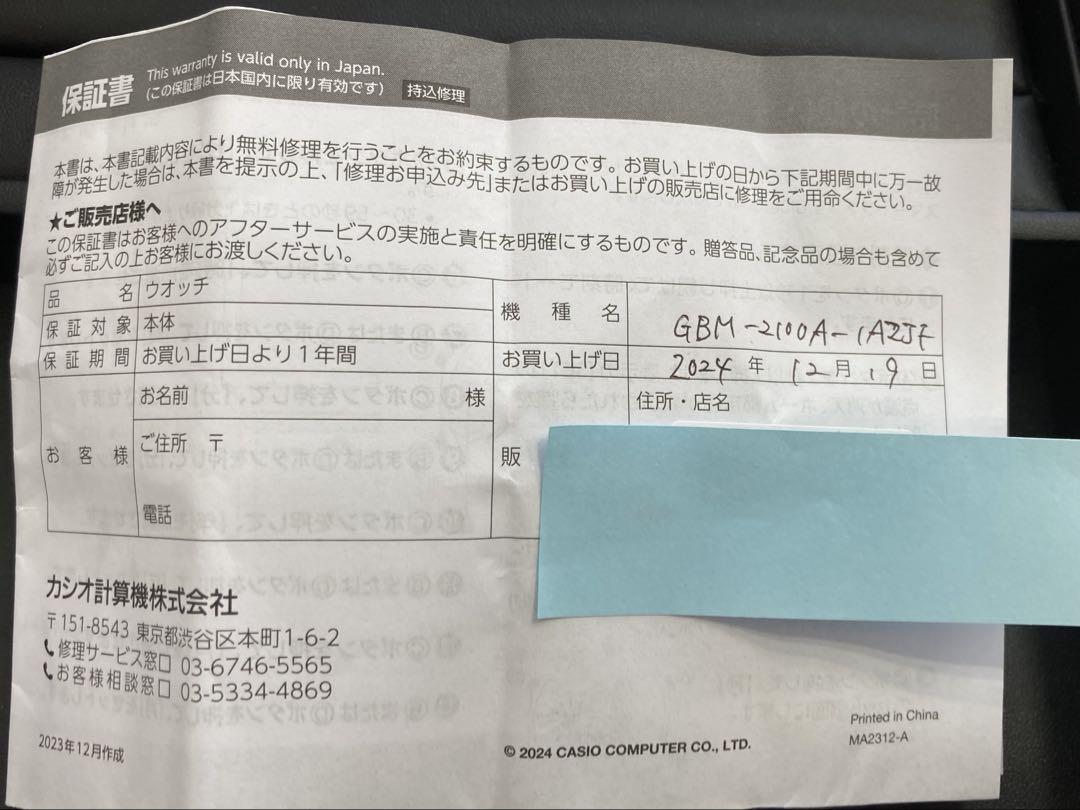 保証書
This warranty is valid only in Japan.
(この保証書は日本国内に限り有効です)
持込修理
本書は、本書記載内容により無料修理を行うことをお約束するものです。お買い上げの日から下記期間中に万一故
障が発生した場合は、本書を提示の上、「修理お申込み先」またはお買い上げの販売店に修理をご用命ください。
★ご販売店様へ
この保証書はお客様へのアフターサービスの実施と責任を明確にするものです。贈答品、記念品の場合も含めて
必ずご記入の上お客様にお渡しください。
品名 ウオッチ
機種名 GBM-2100A-1A2JF
保証対象 本体
保証期間 お買い上げ日より1年間
お買い上げ日 2024年 12月 19日
お客様
お名前 様
ご住所 〒
電話
販
住所・店名
カシオ計算機株式会社
〒151-8543 東京都渋谷区本町1-6-2
修理サービス窓口 03-6746-5565
お客様相談窓口 03-5334-4869
2023年12月作成
© 2024 CASIO COMPUTER CO., LTD.
Printed in China
MA2312-A